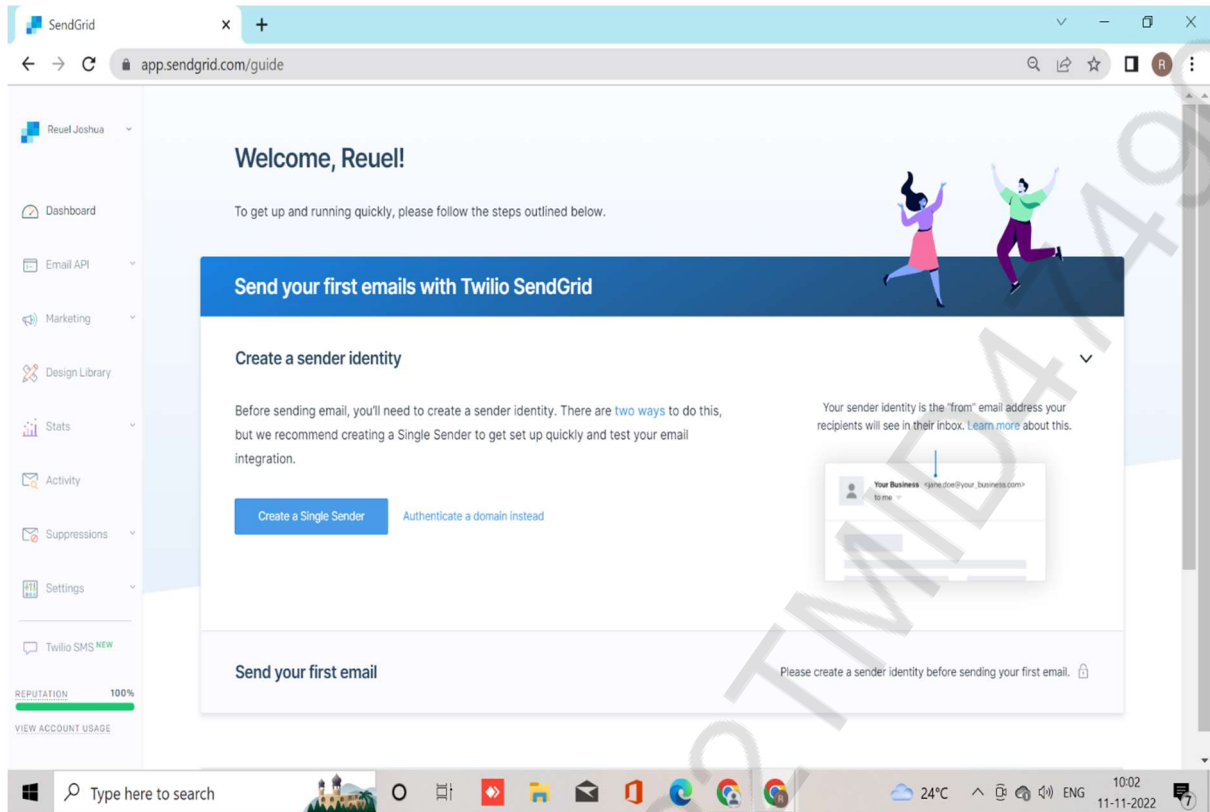 SendGrid
app.sendgrid.com/guide
R
Reuel Joshua
Dashboard
Email API
Marketing
Design Library
Stats
Activity
Suppressions
Settings
Twilio SMS NEW
REPUTATION 100%
VIEW ACCOUNT USAGE
Welcome, Reuel!
To get up and running quickly, please follow the steps outlined below.
Send your first emails with Twilio SendGrid
Create a sender identity
Before sending email, you'll need to create a sender identity. There are two ways to do this,
but we recommend creating a Single Sender to get set up quickly and test your email
integration.
Create a Single Sender Authenticate a domain instead
Your sender identity is the "from" email address your
recipients will see in their inbox. Learn more about this.
Your Business <jane.doe@your_business.com>
to me
Send your first email
Please create a sender identity before sending your first email.
Type here to search
24°C ENG
10:02
11-11-2022
7